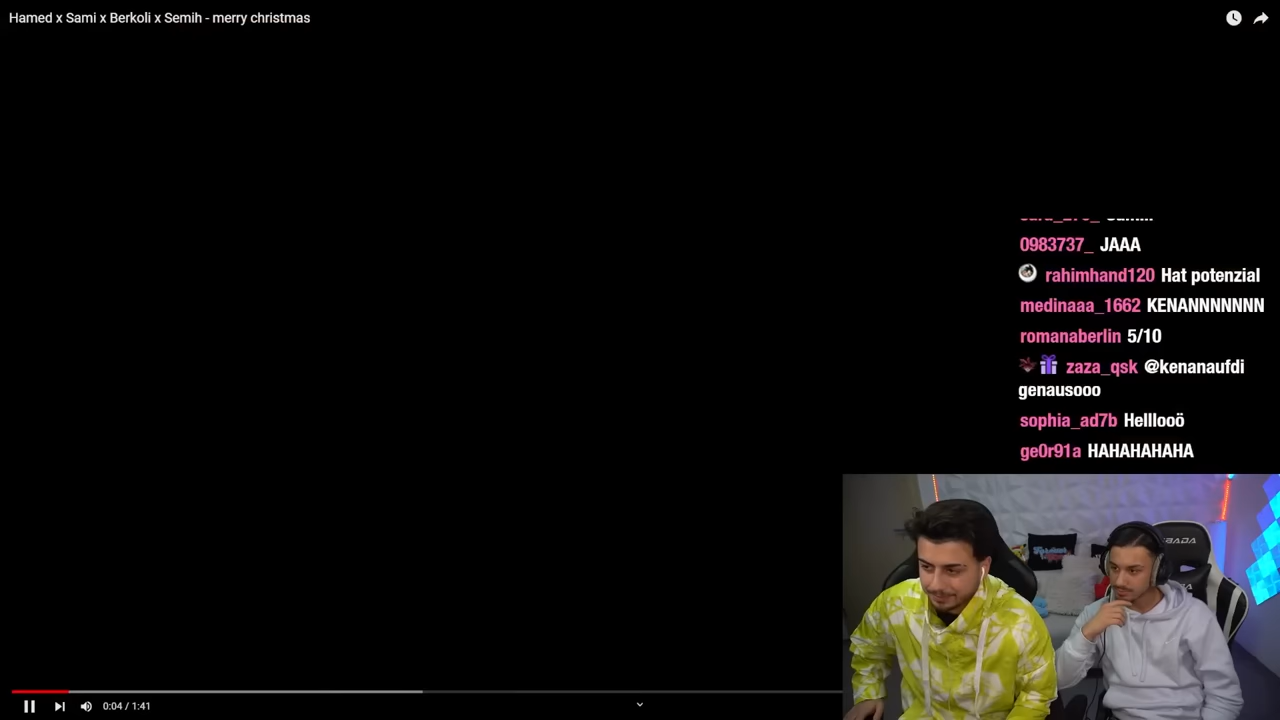 Hamed x Sami x Berkoli x Semih - merry christmas
0983737_ JAAA
rahimhand120 Hat potenzial
medinaaa_1662 KENANNNNNNN
romanaberlin 5/10
zaza_qsk @kenanaufdi
genausooo
sophia_ad7b Helllooö
ge0r91a HAHAHAHAHA
0:04 / 1:41